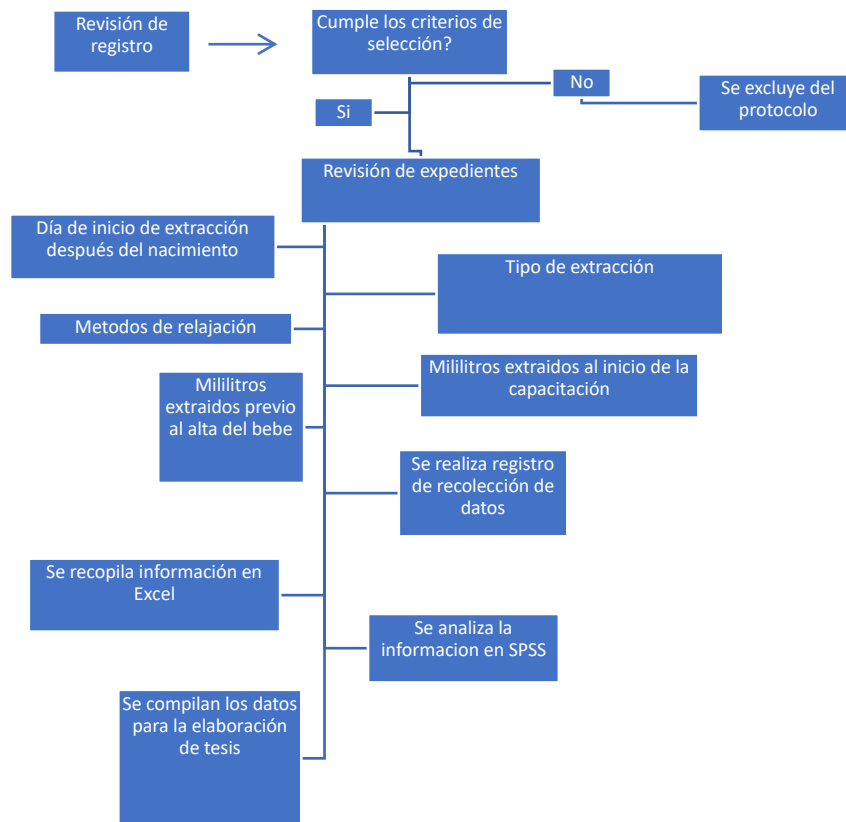 Revisión de
registro
Cumple los criterios de
selección?
No
Se excluye del
protocolo
Si
Revisión de expedientes
Día de inicio de extracción
después del nacimiento
Tipo de extracción
Metodos de relajación
Mililitros extraidos al inicio de la
capacitación
Mililitros
extraidos previo
al alta del bebe
Se realiza registro
de recolección de
datos
Se recopila información en
Excel
Se analiza la
informacion en SPSS
Se compilan los datos
para la elaboración
de tesis